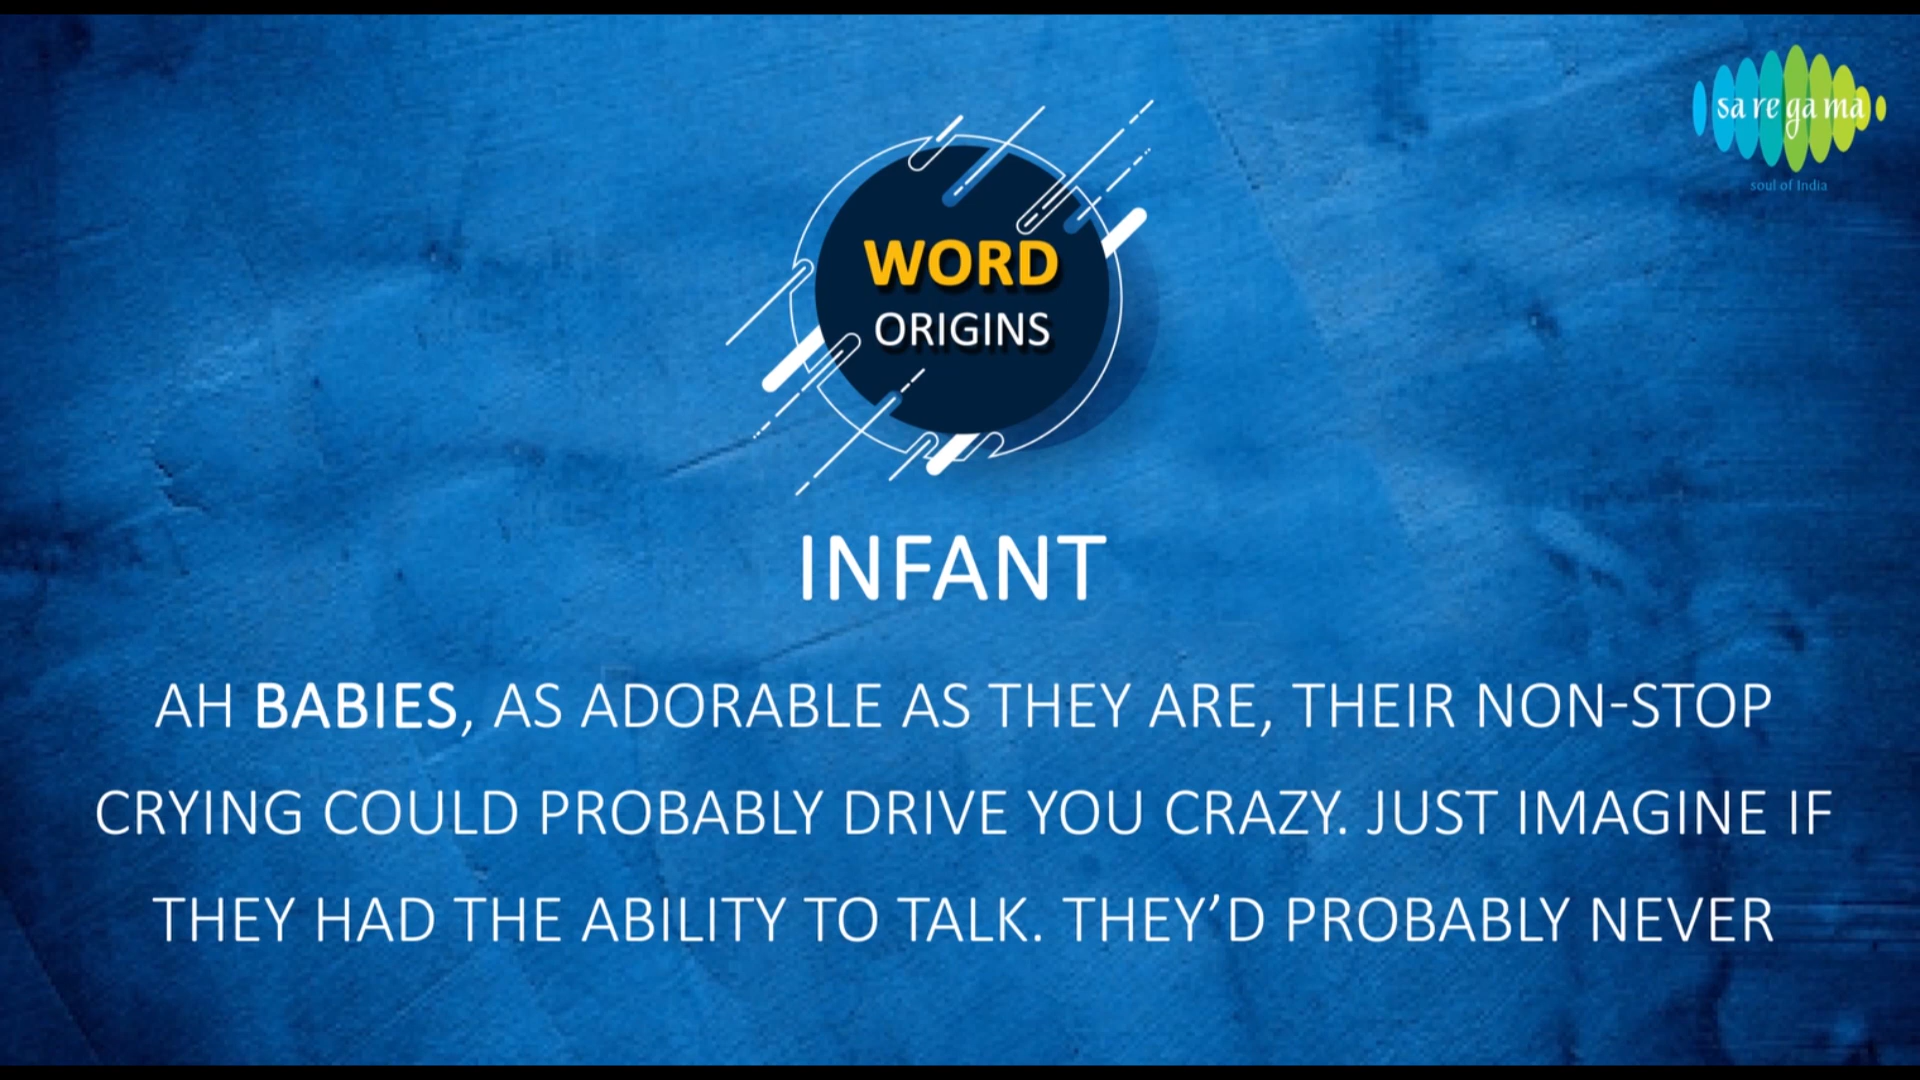 sa re ga ma
soul of India
WORD
ORIGINS
INFANT
AH BABIES, AS ADORABLE AS THEY ARE, THEIR NON-STOP
CRYING COULD PROBABLY DRIVE YOU CRAZY. JUST IMAGINE IF
THEY HAD THE ABILITY TO TALK. THEY’D PROBABLY NEVER